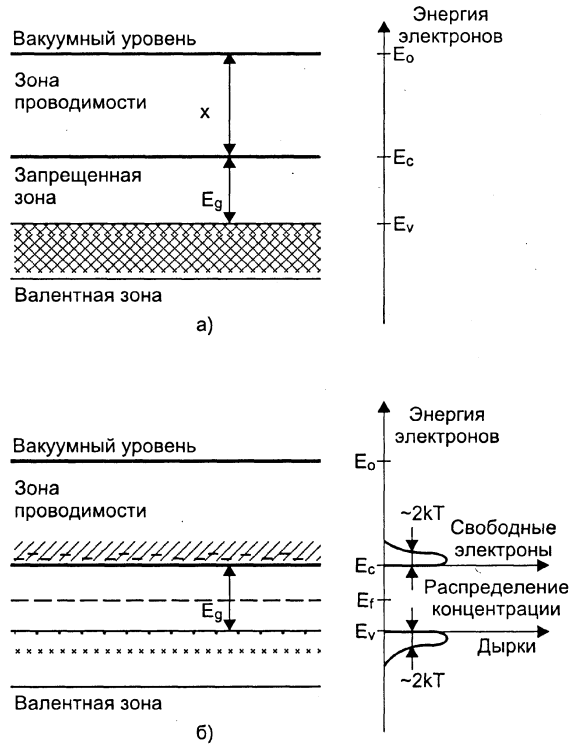 Энергия
электронов
Вакуумный уровень
E₀
Зона
проводимости
x
Ec
Запрещенная
зона
Eg
Ev
Валентная зона
а)
Энергия
электронов
Вакуумный уровень
E₀
Зона
проводимости
~2kT
Свободные
электроны
Ec
Распределение
концентрации
Ef
Eg
Ev
Дырки
~2kT
Валентная зона
б)